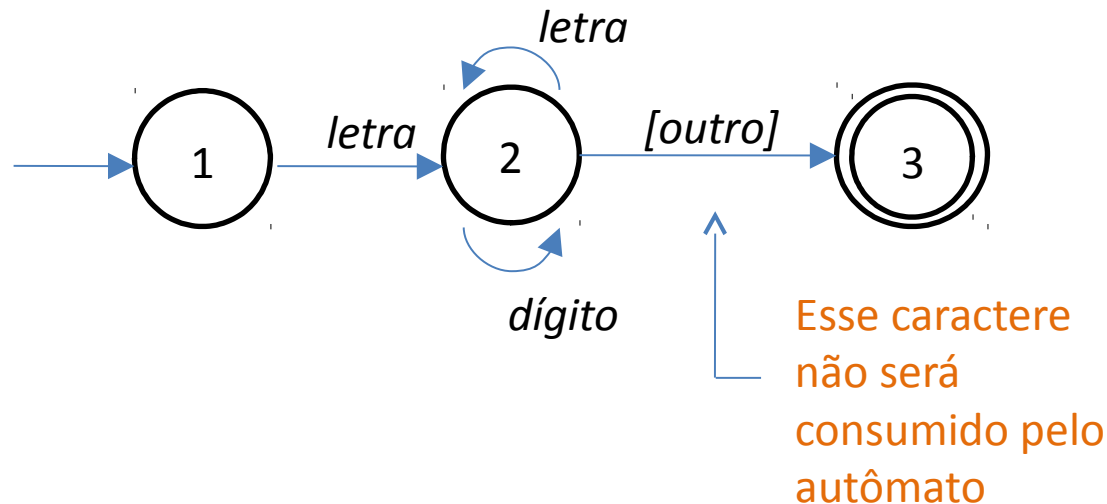 letra
letra
[outro]
1
2
3
dígito
Esse caractere
não será
consumido pelo
autômato